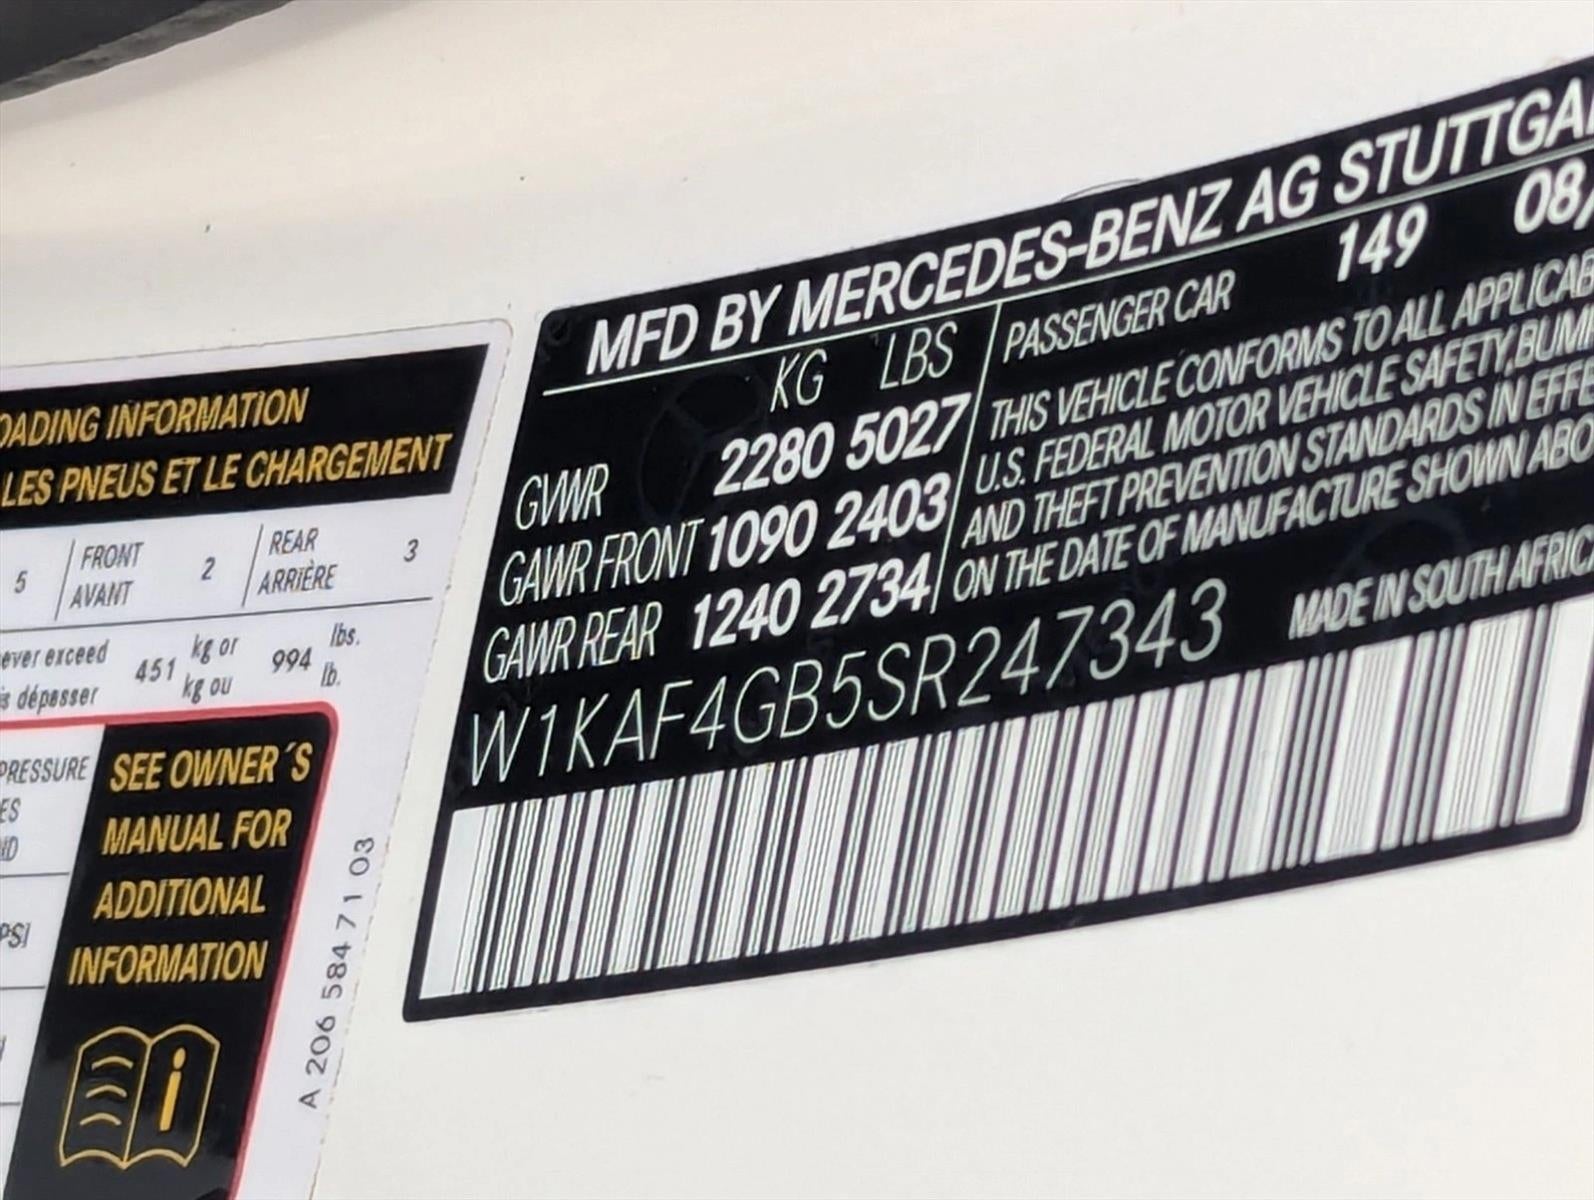 OADING INFORMATION
LES PNEUS ET LE CHARGEMENT
5 FRONT AVANT 2 REAR ARRIÈRE 3
ever exceed 451 kg or 994 lbs.
s dépasser kg ou lb.
PRESSURE
ES
ND
PSI
SEE OWNER´S
MANUAL FOR
ADDITIONAL
INFORMATION
A 206 584 71 03
MFD BY MERCEDES-BENZ AG STUTTGA
KG LBS
GVWR 2280 5027
GAWR FRONT 1090 2403
GAWR REAR 1240 2734
PASSENGER CAR 149 08/
THIS VEHICLE CONFORMS TO ALL APPLICAB
U.S. FEDERAL MOTOR VEHICLE SAFETY,BUM
AND THEFT PREVENTION STANDARDS IN EFFE
ON THE DATE OF MANUFACTURE SHOWN ABO
W1KAF4GB5SR247343
MADE IN SOUTH AFRICA